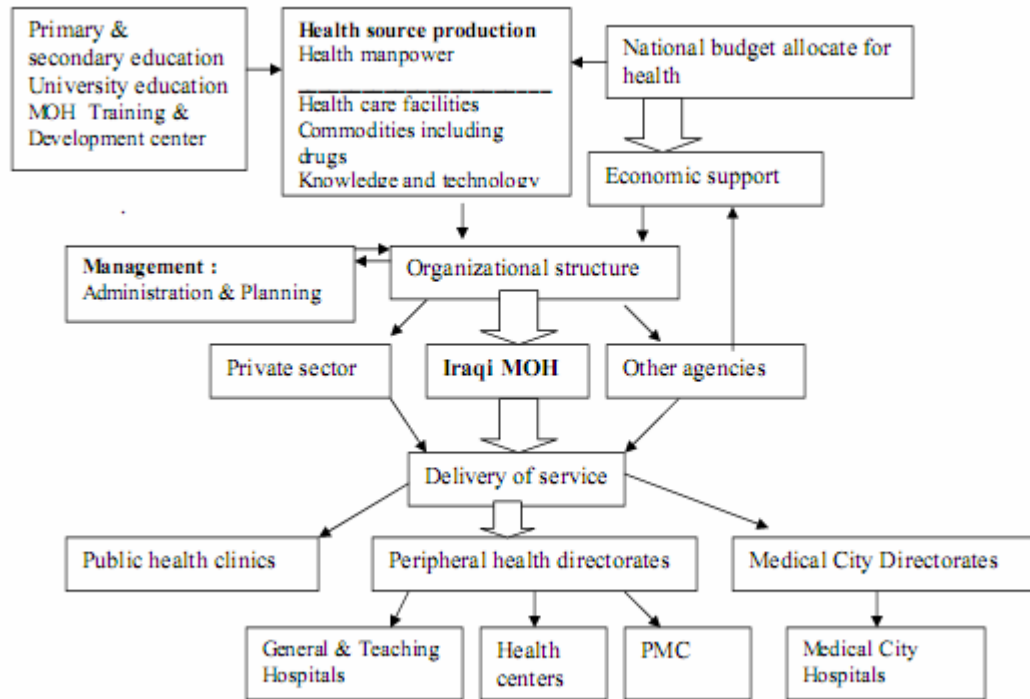 Primary &
secondary education
University education
MOH Training &
Development center
Health source production
Health manpower
Health care facilities
Commodities including
drugs
Knowledge and technology
National budget allocate for
health
Economic support
Management :
Administration & Planning
Organizational structure
Private sector
Iraqi MOH
Other agencies
Delivery of service
Public health clinics
Peripheral health directorates
Medical City Directorates
General & Teaching
Hospitals
Health
centers
PMC
Medical City
Hospitals